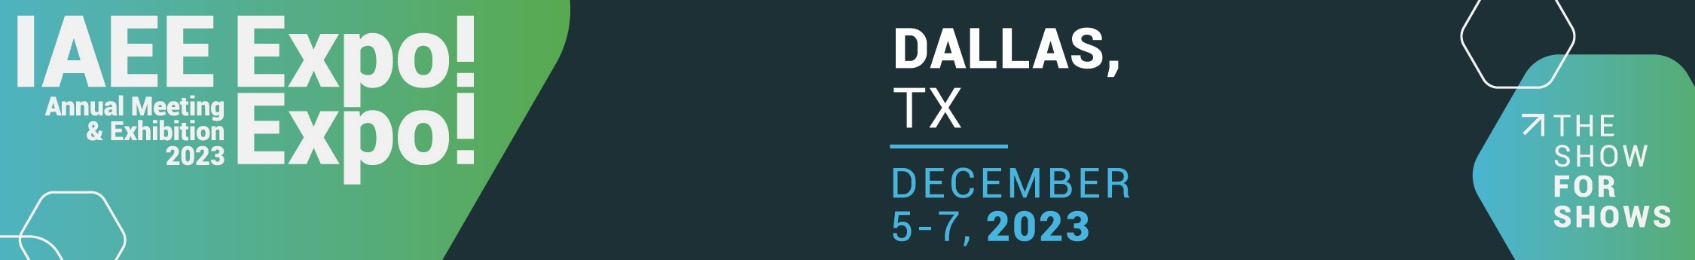 IAEE Expo!
Annual Meeting
& Exhibition
2023
Expo!
DALLAS,
TX
DECEMBER
5-7, 2023
THE
SHOW
FOR
SHOWS